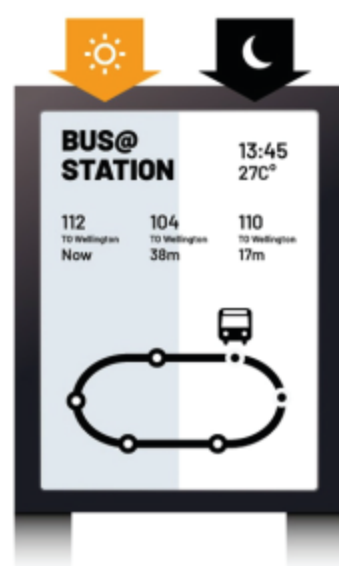 BUS@
STATION
13:45
27C°
112
TO Wellington
Now
104
TO Wellington
38m
110
TO Wellington
17m